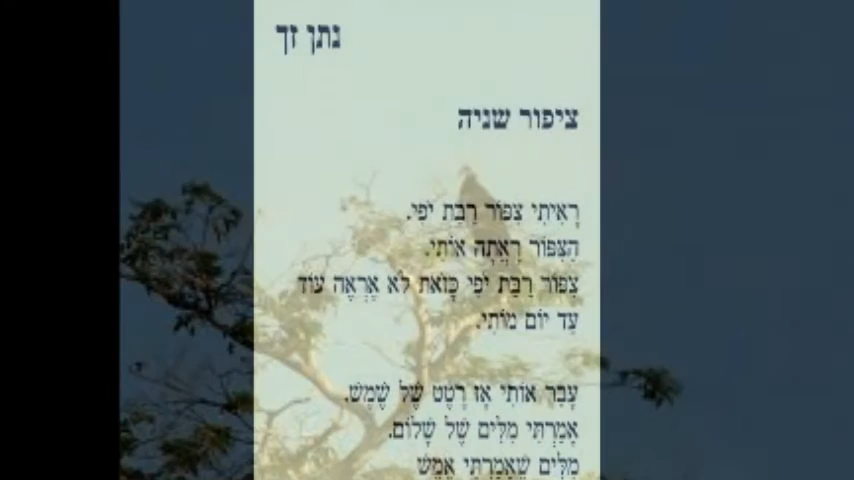 נתן זך
ציפור שניה
רָאִיתִי צִפּוֹר רַבַּת יֹפִי.
הַצִּפּוֹר רָאֲתָה אוֹתִי.
צִפּוֹר רַבַּת יֹפִי כָּזֹאת לֹא אֶרְאֶה עוֹד
עַד יוֹם מוֹתִי.
עָבַר אוֹתִי אָז רֶטֶט שֶׁל שֶׁמֶשׁ.
אָמַרְתִּי מִלִּים שֶׁל שָׁלוֹם.
מִלִּים שֶׁאָמַרְתִּי אֶמֶשׁ